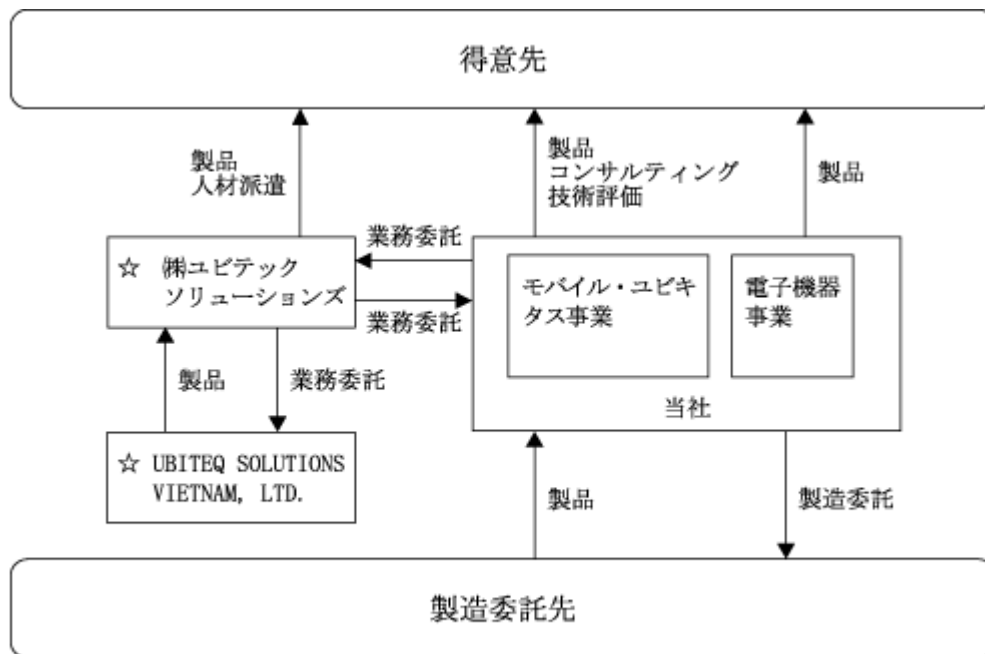 得意先
製品
人材派遣
製品
コンサルティング
技術評価
製品
☆ ㈱ユビテック
ソリューションズ
業務委託
業務委託
モバイル・ユビキ
タス事業
電子機器
事業
当社
製品
業務委託
☆ UBITEQ SOLUTIONS
VIETNAM, LTD.
製品
製造委託
製造委託先